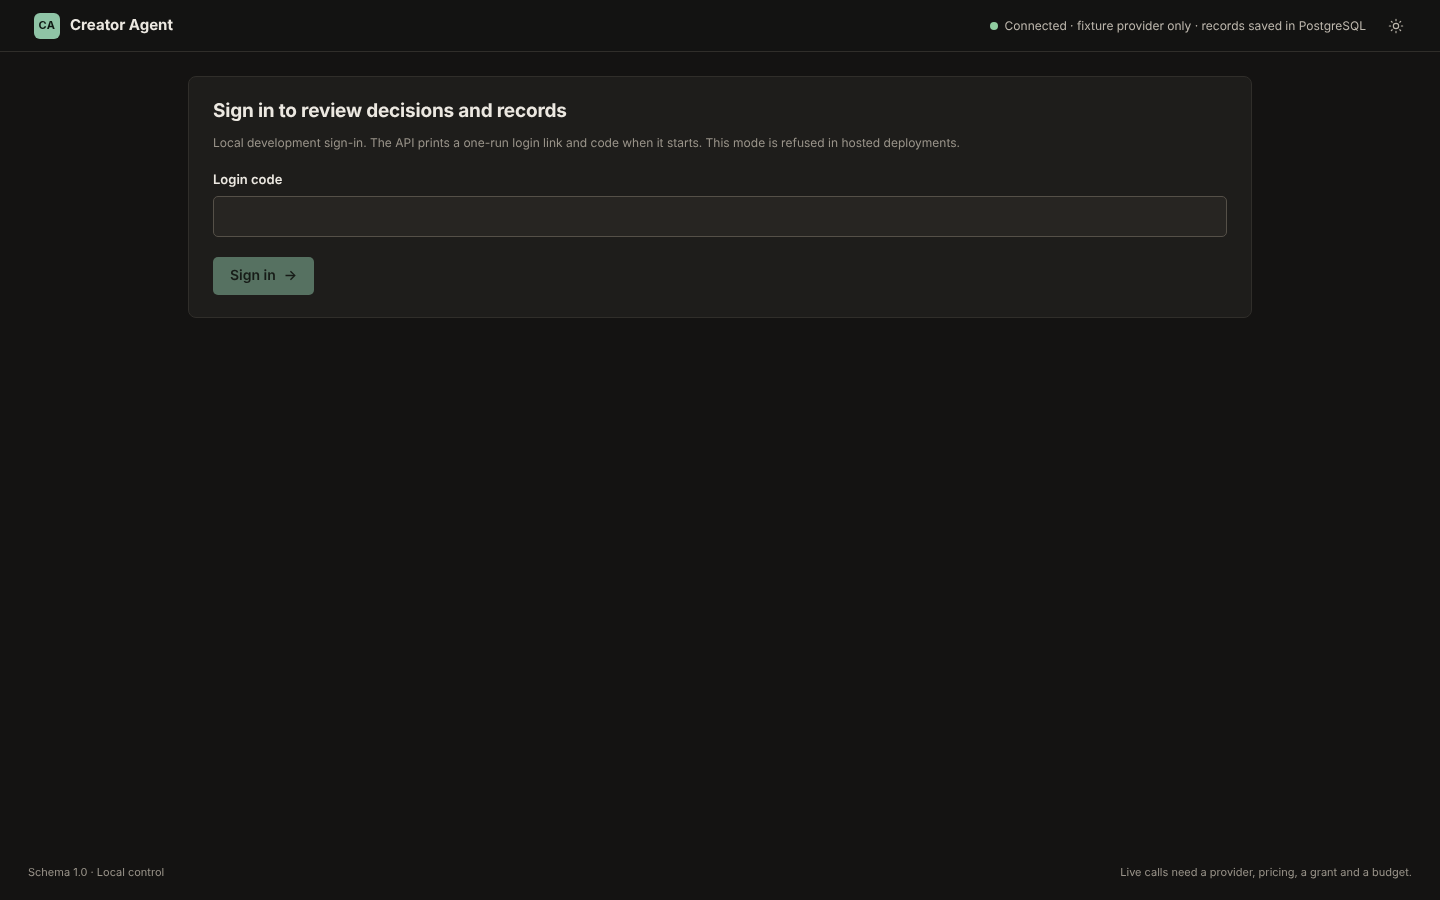 CA Creator Agent
Connected · fixture provider only · records saved in PostgreSQL
Sign in to review decisions and records
Local development sign-in. The API prints a one-run login link and code when it starts. This mode is refused in hosted deployments.
Login code
Sign in →
Schema 1.0 · Local control
Live calls need a provider, pricing, a grant and a budget.